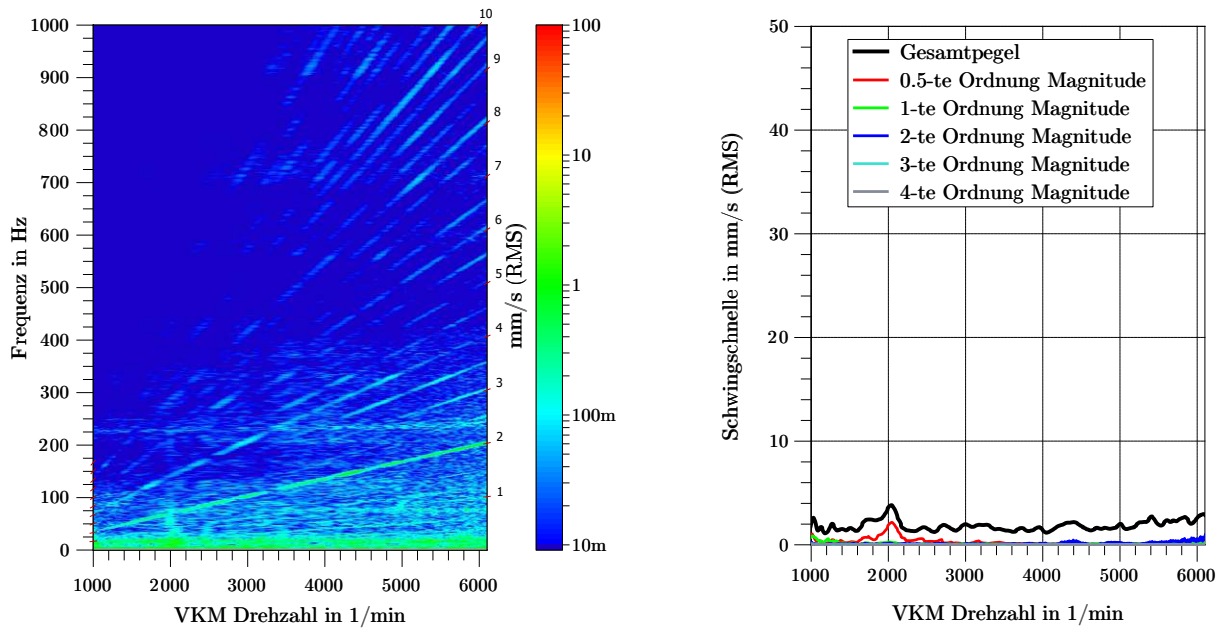 1000
900
800
700
600
500
400
300
200
100
0
Frequenz in Hz
1000 2000 3000 4000 5000 6000
VKM Drehzahl in 1/min
10
9
8
7
6
5
4
3
2
1
100
10
1
100m
10m
mm/s (RMS)
50
40
30
20
10
0
Schwingschnelle in mm/s (RMS)
Gesamtpegel
0.5-te Ordnung Magnitude
1-te Ordnung Magnitude
2-te Ordnung Magnitude
3-te Ordnung Magnitude
4-te Ordnung Magnitude
1000 2000 3000 4000 5000 6000
VKM Drehzahl in 1/min